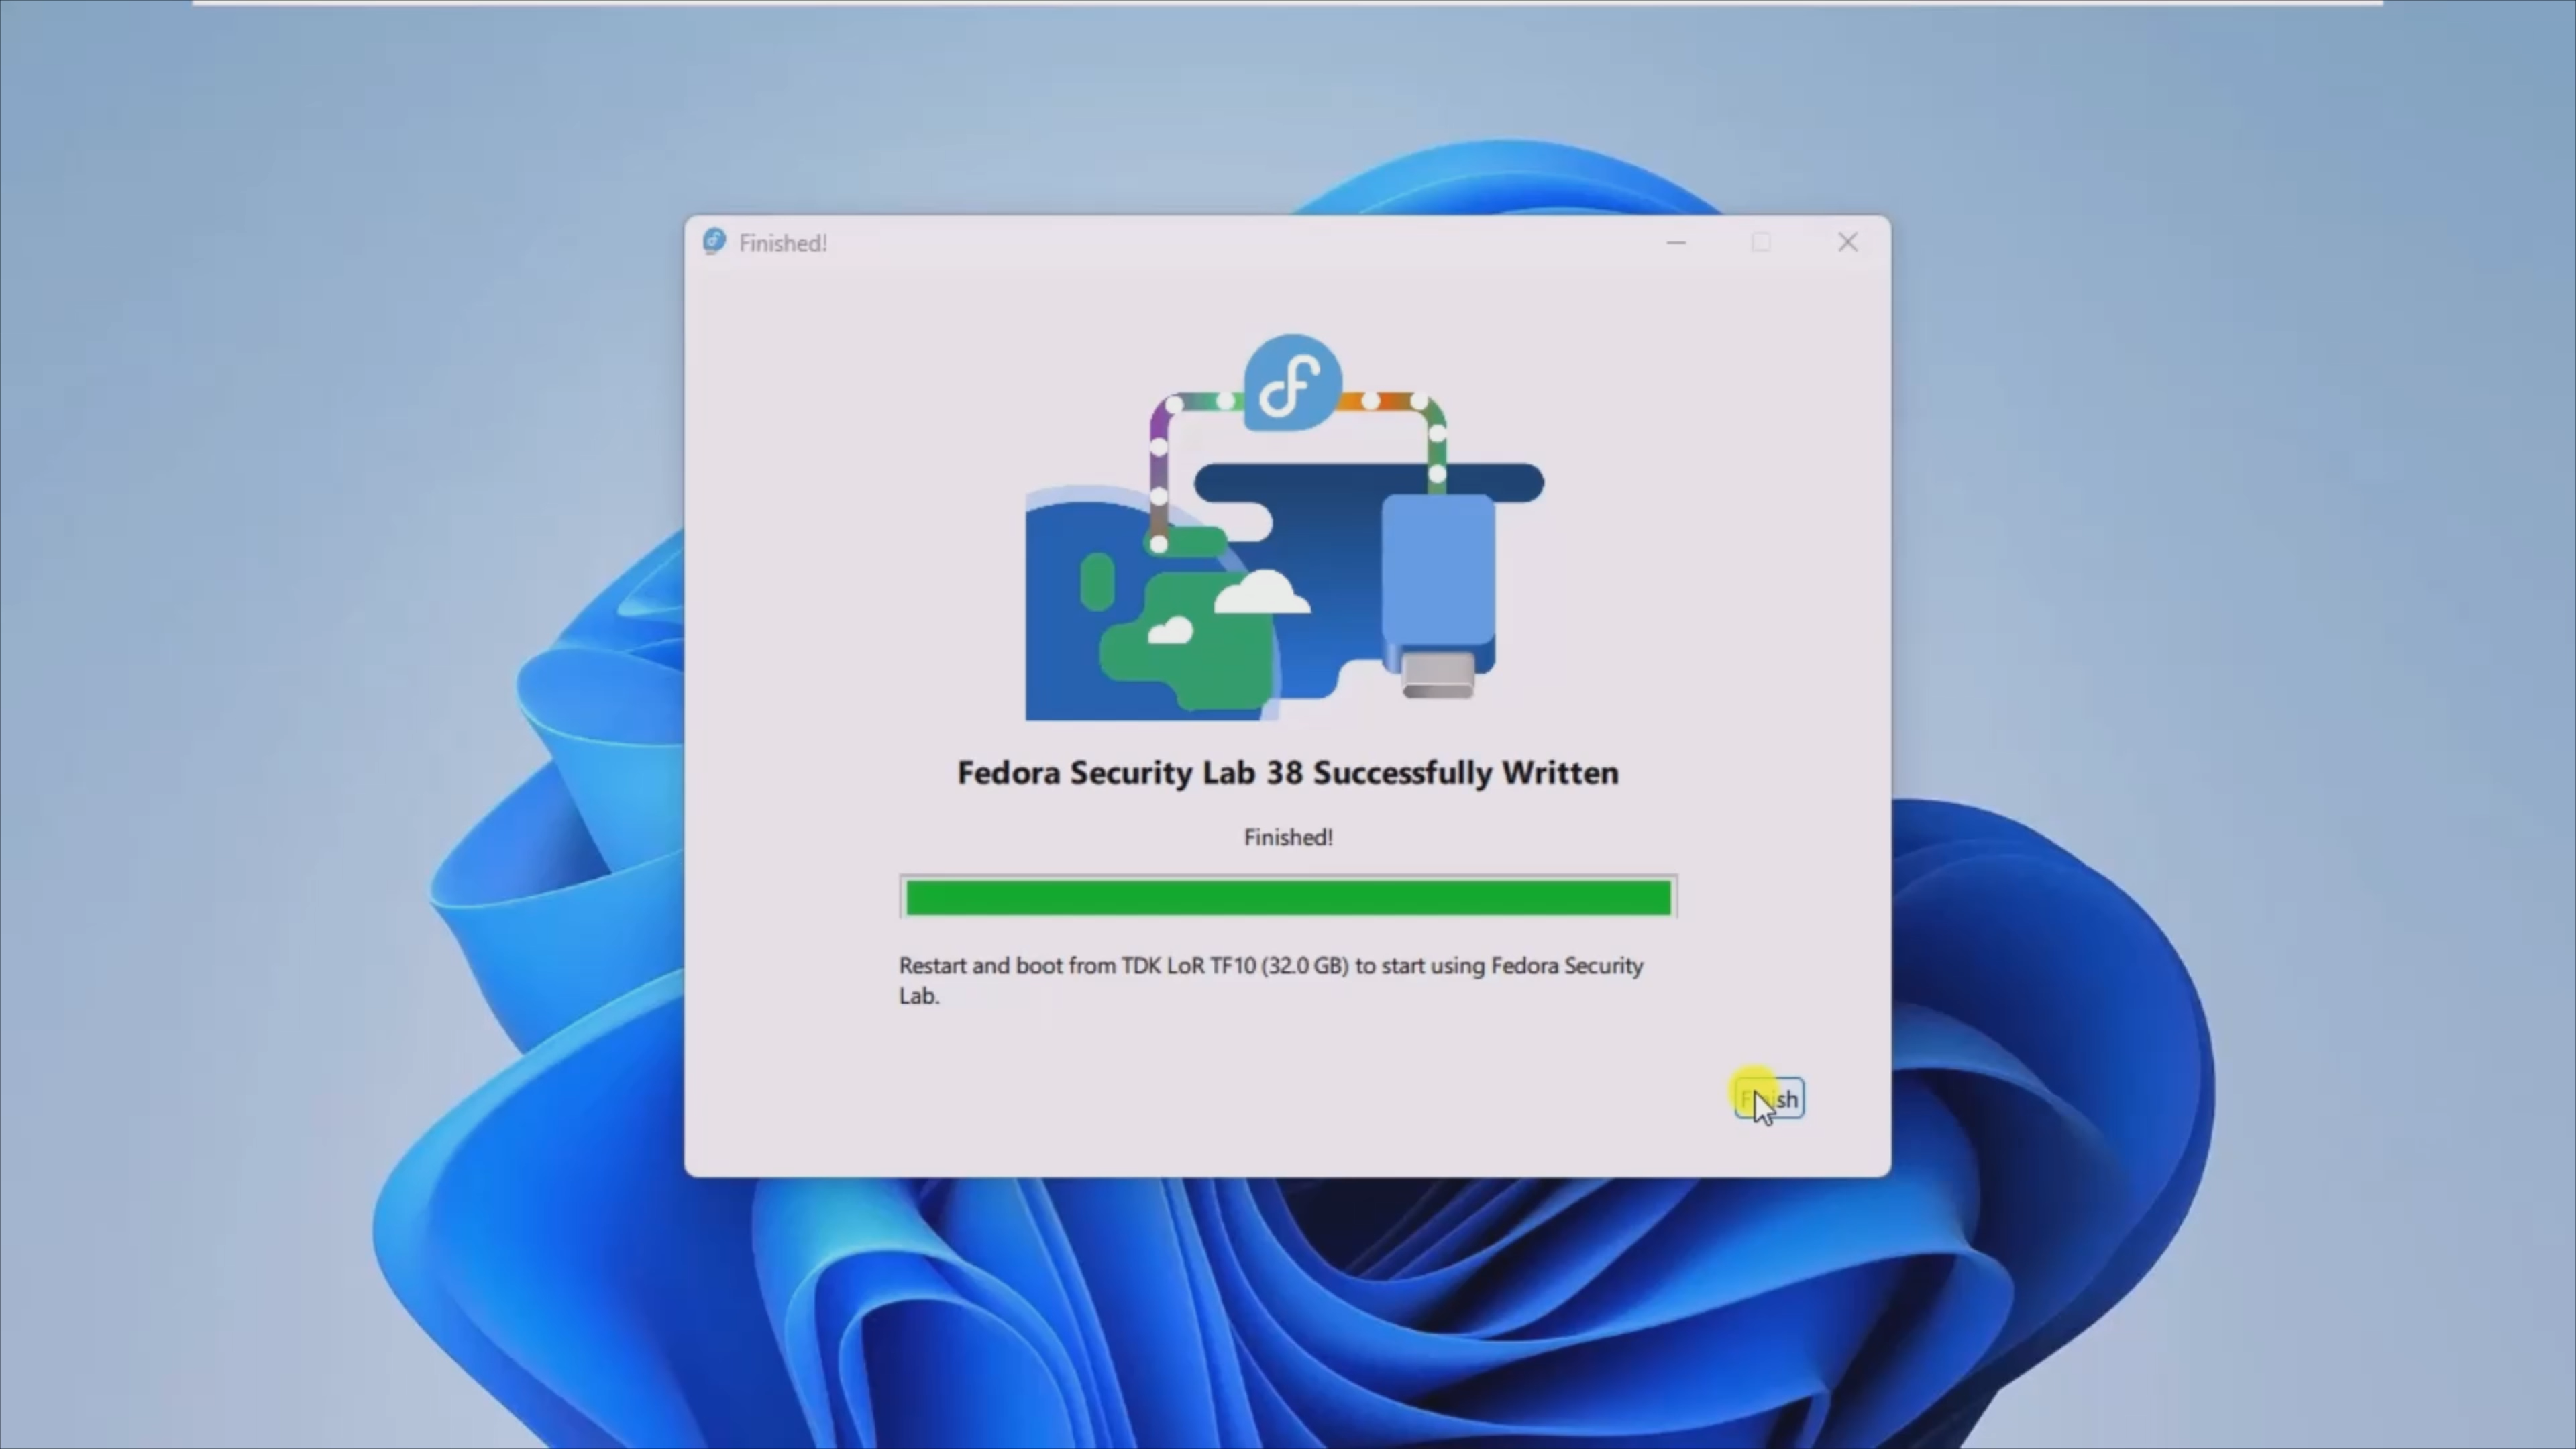 Finished!
Fedora Security Lab 38 Successfully Written
Finished!
Restart and boot from TDK LoR TF10 (32.0 GB) to start using Fedora Security
Lab.
Finish